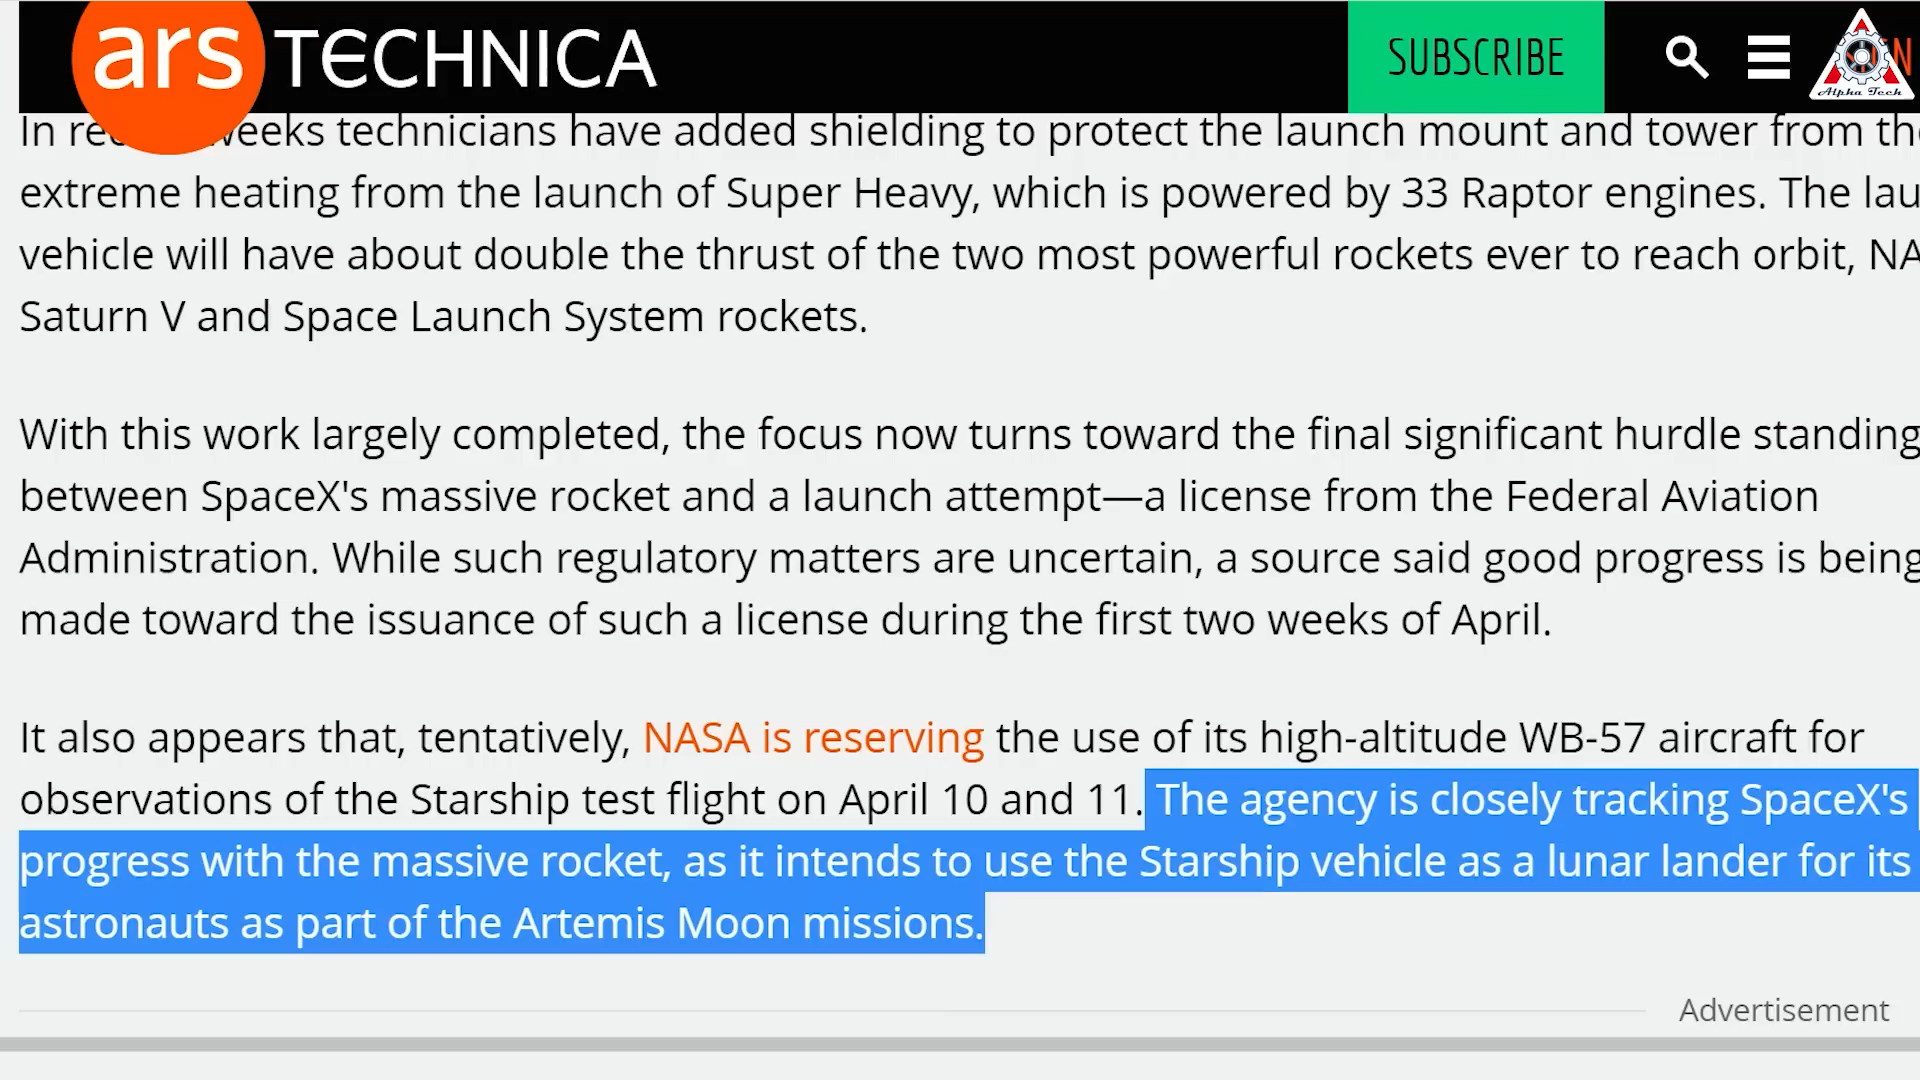 ars TECHNICA SUBSCRIBE
Alpha Tech
In weeks technicians have added shielding to protect the launch mount and tower from
extreme heating from the launch of Super Heavy, which is powered by 33 Raptor engines. The
vehicle will have about double the thrust of the two most powerful rockets ever to reach orbit,
Saturn V and Space Launch System rockets.
With this work largely completed, the focus now turns toward the final significant hurdle standing
between SpaceX's massive rocket and a launch attempt—a license from the Federal Aviation
Administration. While such regulatory matters are uncertain, a source said good progress is being
made toward the issuance of such a license during the first two weeks of April.
It also appears that, tentatively, NASA is reserving the use of its high-altitude WB-57 aircraft for
observations of the Starship test flight on April 10 and 11. The agency is closely tracking SpaceX's
progress with the massive rocket, as it intends to use the Starship vehicle as a lunar lander for its
astronauts as part of the Artemis Moon missions.
Advertisement